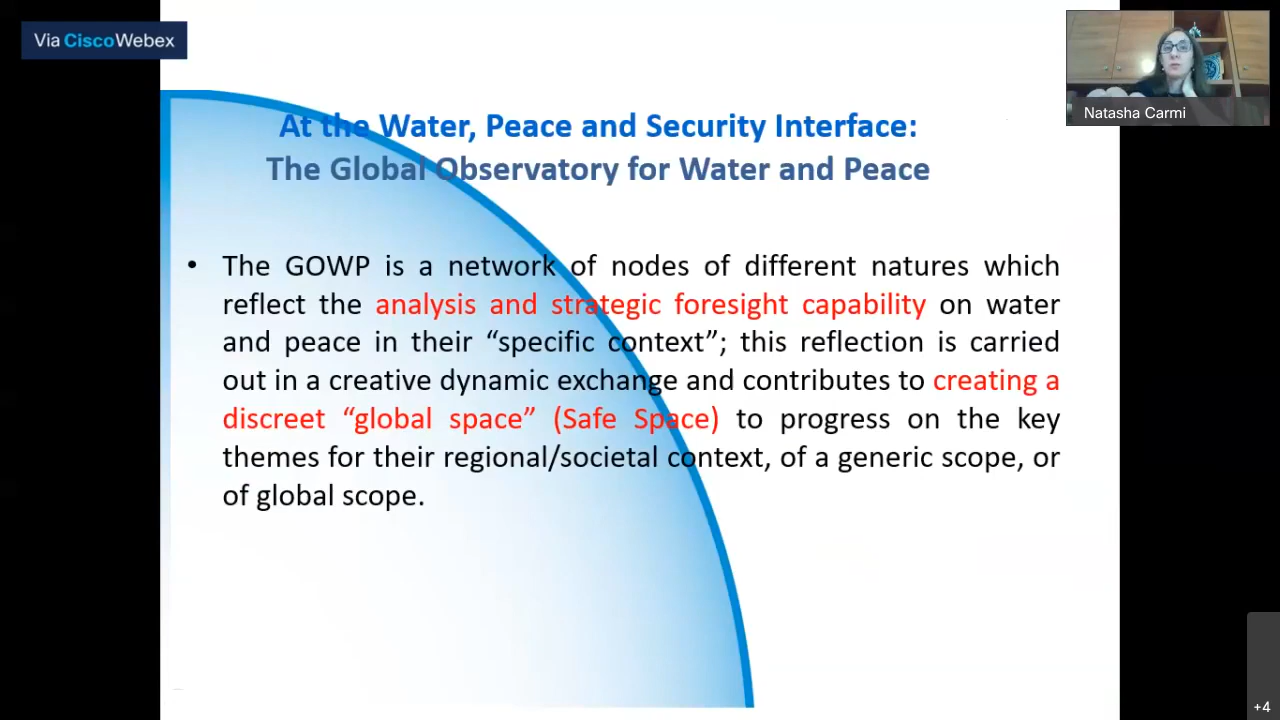 Via CiscoWebex
Natasha Carmi
At the Water, Peace and Security Interface:
The Global Observatory for Water and Peace
• The GOWP is a network of nodes of different natures which
reflect the analysis and strategic foresight capability on water
and peace in their “specific context”; this reflection is carried
out in a creative dynamic exchange and contributes to creating a
discreet “global space” (Safe Space) to progress on the key
themes for their regional/societal context, of a generic scope, or
of global scope.
+4